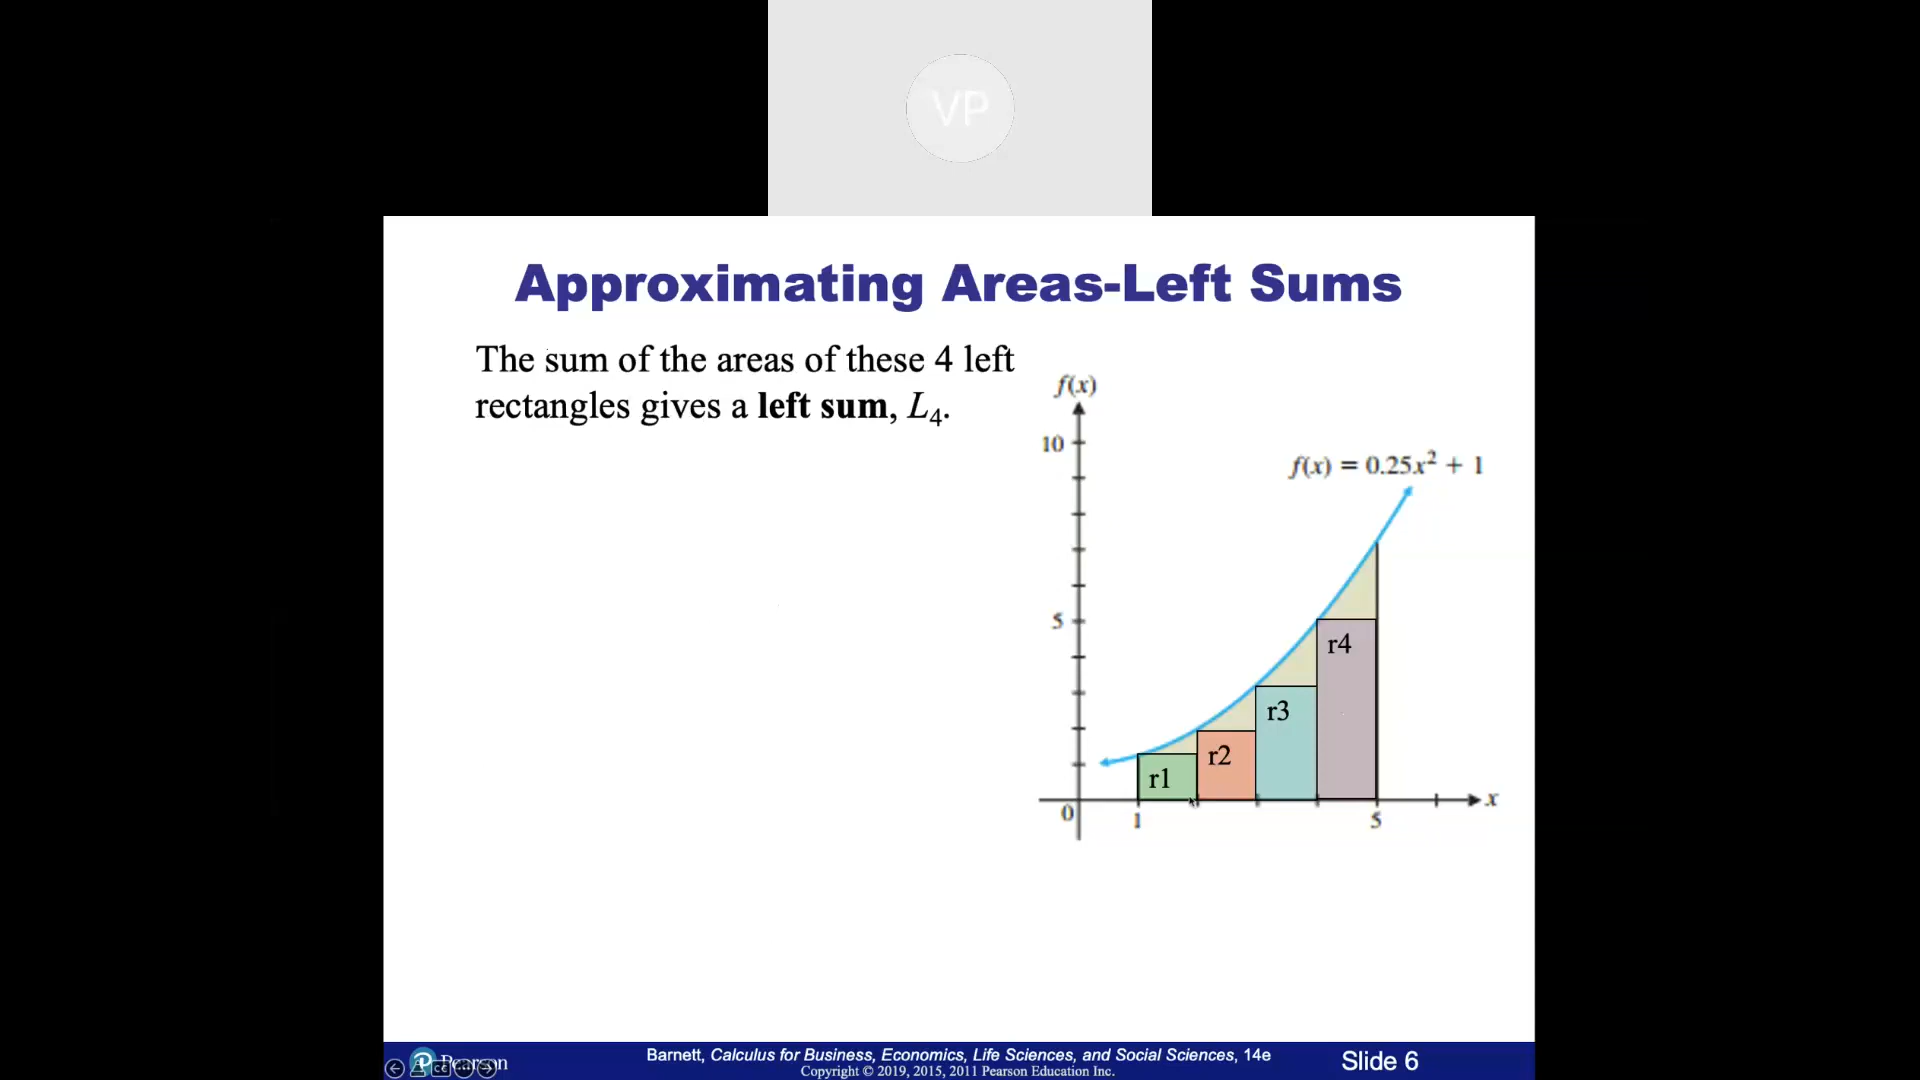 VP
Approximating Areas-Left Sums
The sum of the areas of these 4 left
rectangles gives a left sum, L₄.
f(x)
10
f(x) = 0.25x² + 1
5
r4
r3
r2
r1
x
0
1
5
Pearson
Barnett, Calculus for Business, Economics, Life Sciences, and Social Sciences, 14e
Copyright © 2019, 2015, 2011 Pearson Education Inc.
Slide 6